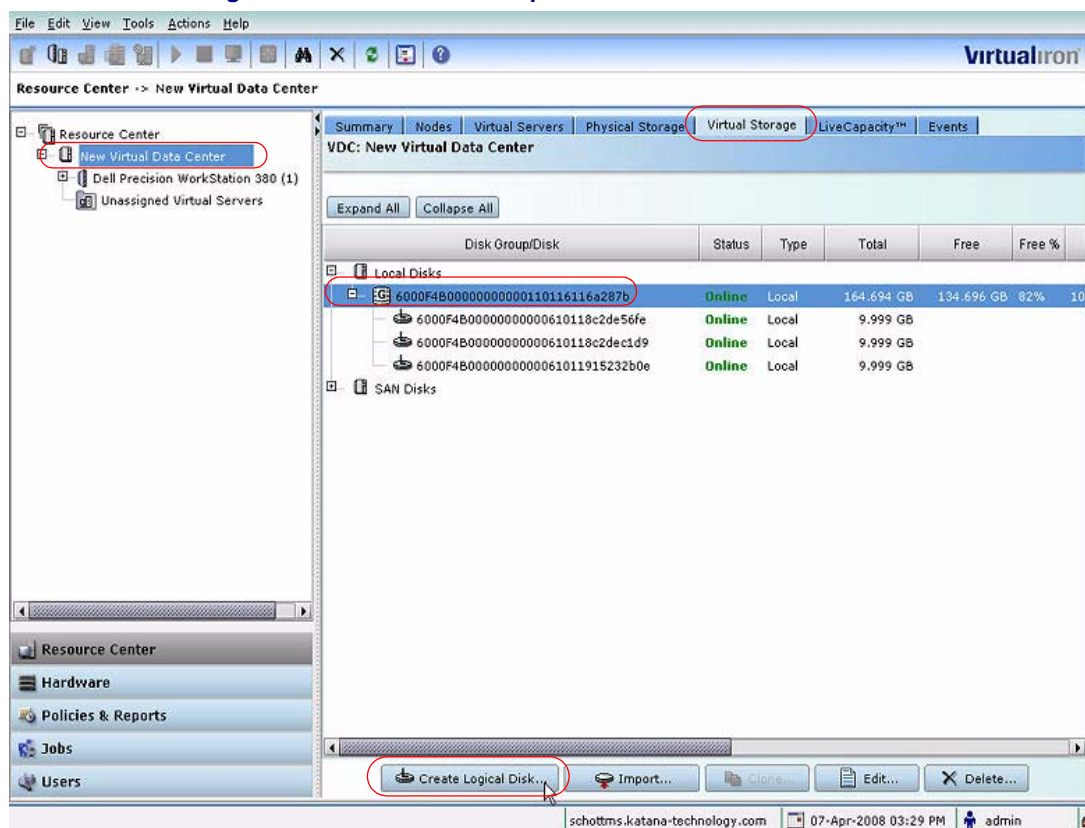 File Edit View Tools Actions Help
Virtualiron
Resource Center -> New Virtual Data Center
Resource Center
New Virtual Data Center
Dell Precision WorkStation 380 (1)
Unassigned Virtual Servers
Resource Center
Hardware
Policies & Reports
Jobs
Users
Summary Nodes Virtual Servers Physical Storage Virtual Storage LiveCapacity™ Events
VDC: New Virtual Data Center
Expand All Collapse All
Disk Group/Disk Status Type Total Free Free %
Local Disks
Online Local 164.694 GB 134.696 GB 82% 10
6000F4B00000000000610118c2de56fe Online Local 9.999 GB
6000F4B00000000000610118c2dec1d9 Online Local 9.999 GB
6000F4B0000000000061011915232b0e Online Local 9.999 GB
SAN Disks
Create Logical Disk... Import... Clone... Edit... Delete...
schottms.katana-technology.com 07-Apr-2008 03:29 PM admin